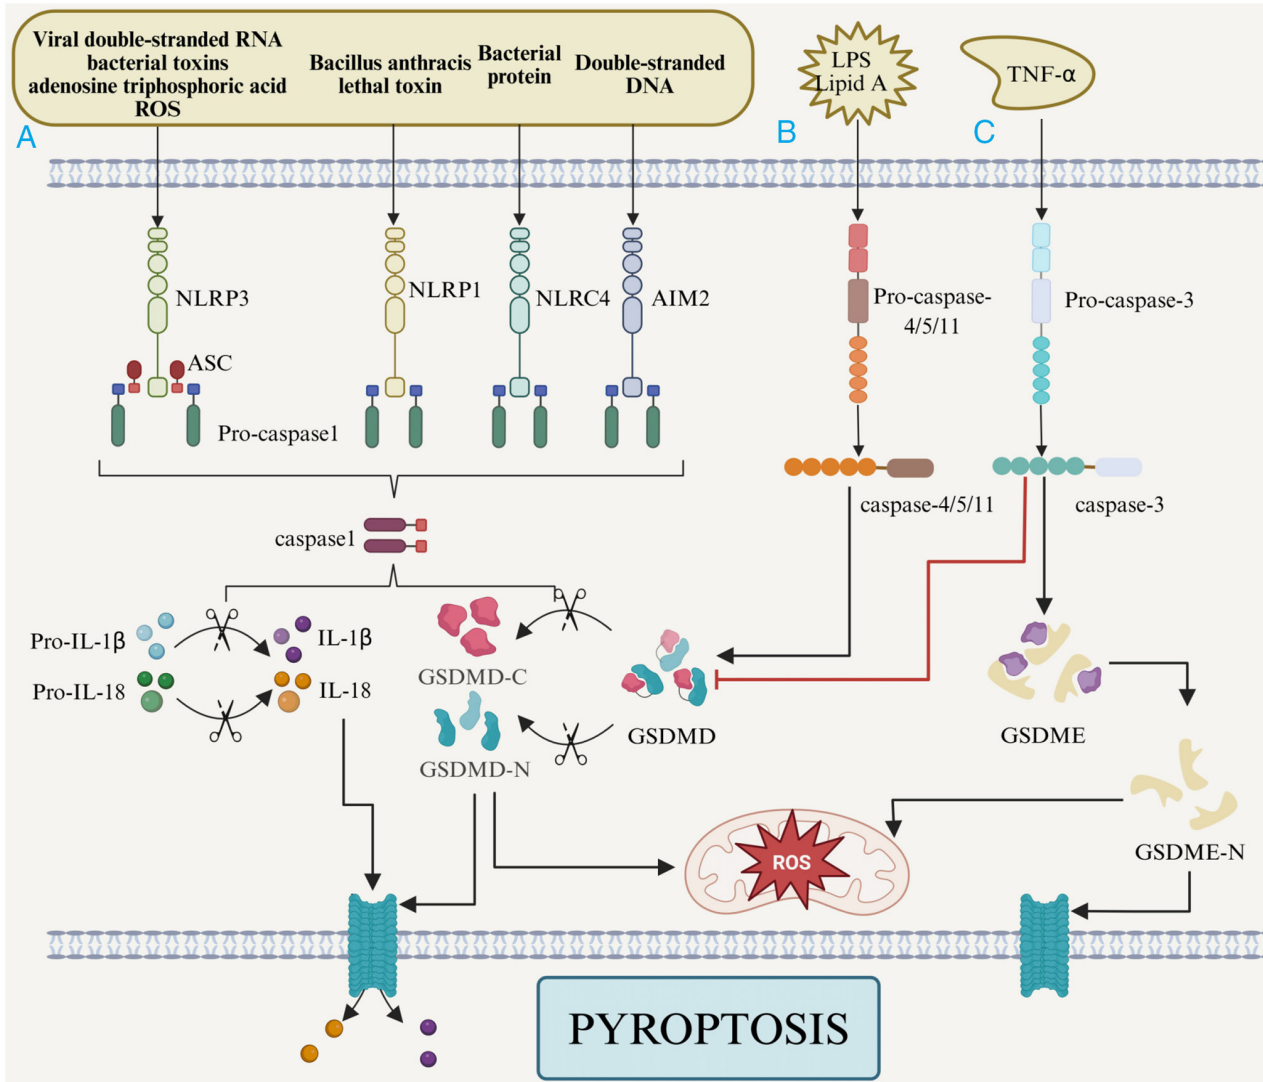 Viral double-stranded RNA
bacterial toxins
adenosine triphosphoric acid
ROS
Bacillus anthracis
lethal toxin
Bacterial
protein
Double-stranded
DNA
LPS
Lipid A
TNF-α
A
B
C
NLRP3
NLRP1
NLRC4
AIM2
Pro-caspase-
4/5/11
Pro-caspase-3
ASC
Pro-caspase1
caspase-4/5/11
caspase-3
caspase1
Pro-IL-1β
IL-1β
Pro-IL-18
IL-18
GSDMD-C
GSDMD-N
GSDMD
GSDME
ROS
GSDME-N
PYROPTOSIS